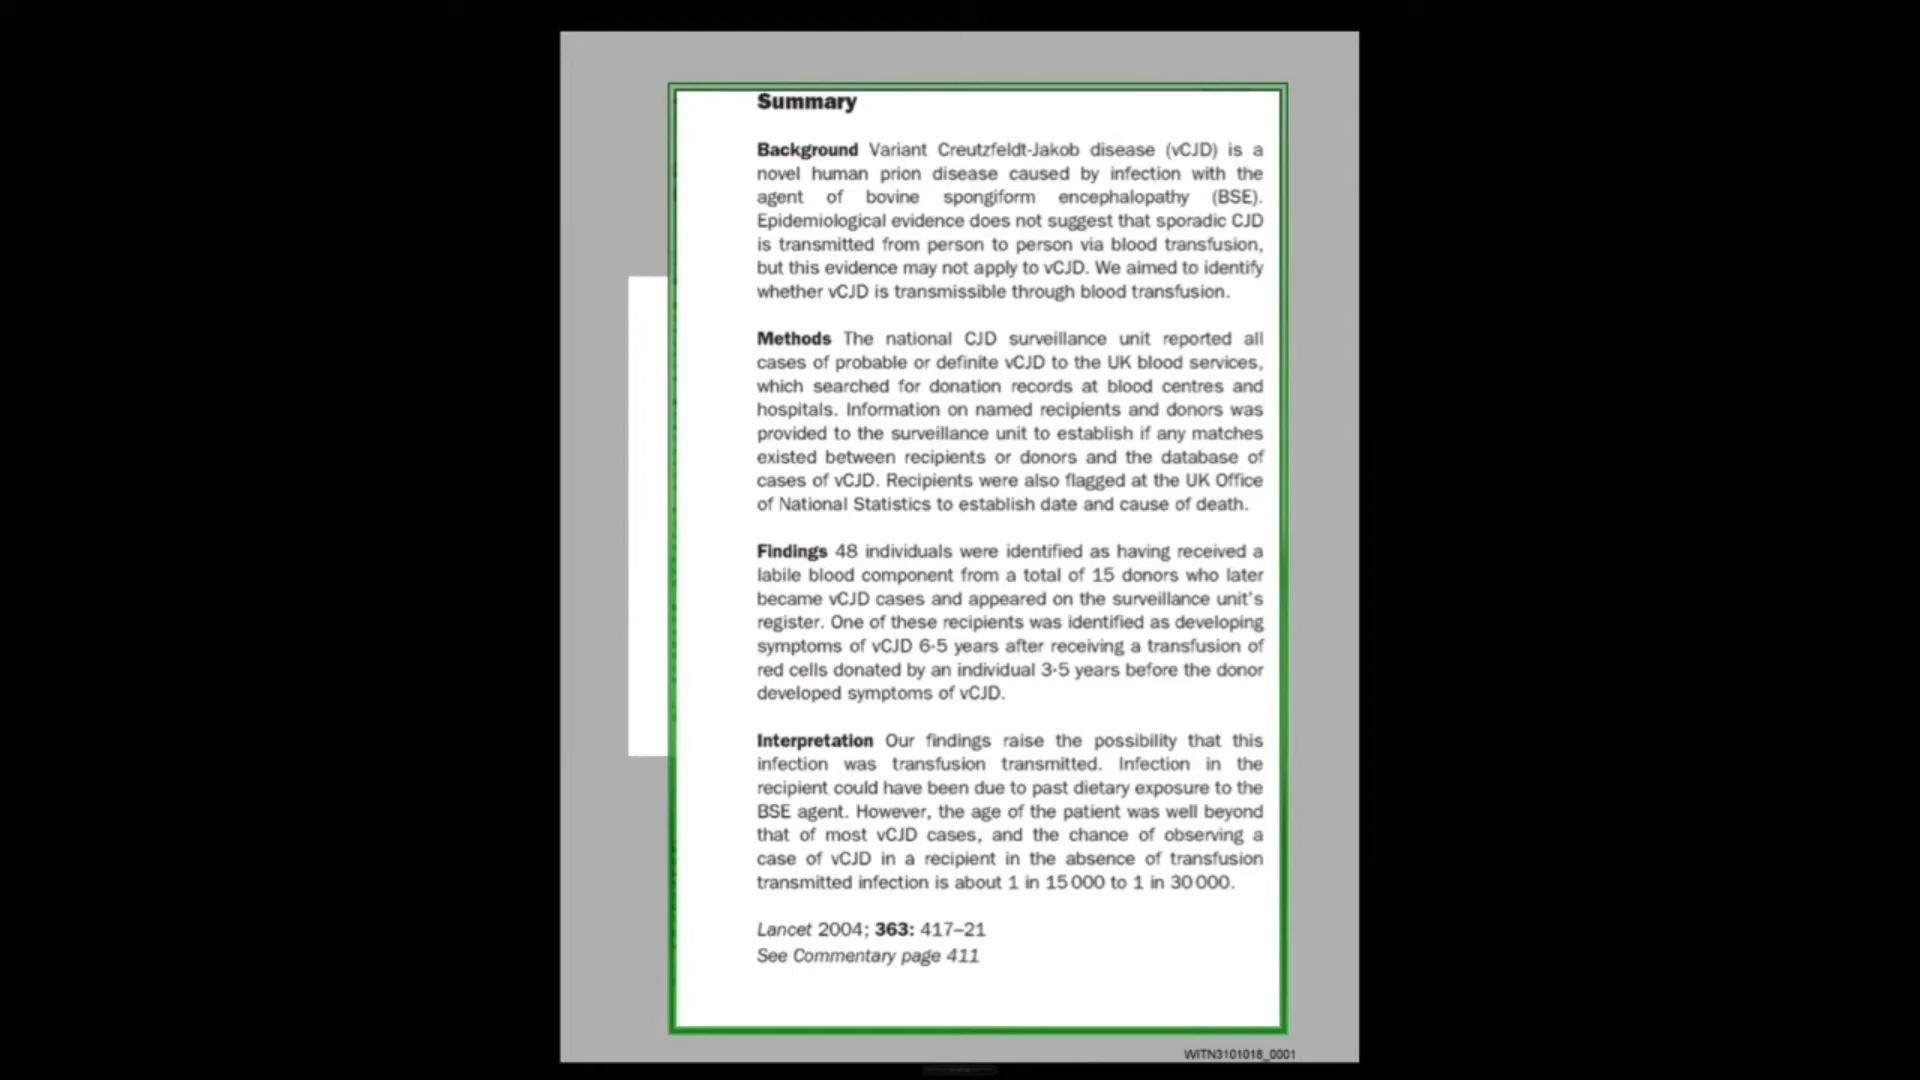 Summary
Background Variant Creutzfeldt-Jakob disease (vCJD) is a
novel human prion disease caused by infection with the
agent of bovine spongiform encephalopathy (BSE).
Epidemiological evidence does not suggest that sporadic CJD
is transmitted from person to person via blood transfusion,
but this evidence may not apply to vCJD. We aimed to identify
whether vCJD is transmissible through blood transfusion.
Methods The national CJD surveillance unit reported all
cases of probable or definite vCJD to the UK blood services,
which searched for donation records at blood centres and
hospitals. Information on named recipients and donors was
provided to the surveillance unit to establish if any matches
existed between recipients or donors and the database of
cases of vCJD. Recipients were also flagged at the UK Office
of National Statistics to establish date and cause of death.
Findings 48 individuals were identified as having received a
labile blood component from a total of 15 donors who later
became vCJD cases and appeared on the surveillance unit's
register. One of these recipients was identified as developing
symptoms of vCJD 6·5 years after receiving a transfusion of
red cells donated by an individual 3·5 years before the donor
developed symptoms of vCJD.
Interpretation Our findings raise the possibility that this
infection was transfusion transmitted. Infection in the
recipient could have been due to past dietary exposure to the
BSE agent. However, the age of the patient was well beyond
that of most vCJD cases, and the chance of observing a
case of vCJD in a recipient in the absence of transfusion
transmitted infection is about 1 in 15 000 to 1 in 30 000.
Lancet 2004; 363: 417–21
See Commentary page 411
WITN3101018_0001